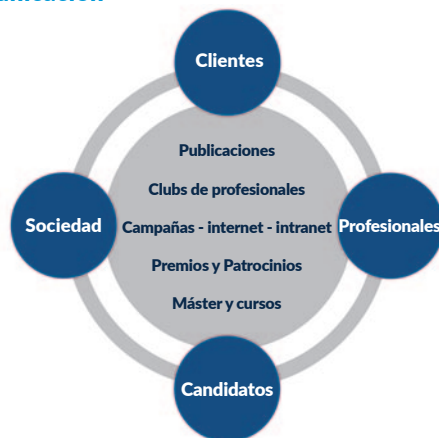 Clientes
Publicaciones
Clubs de profesionales
Sociedad
Campañas - internet - intranet
Profesionales
Premios y Patrocinios
Máster y cursos
Candidatos